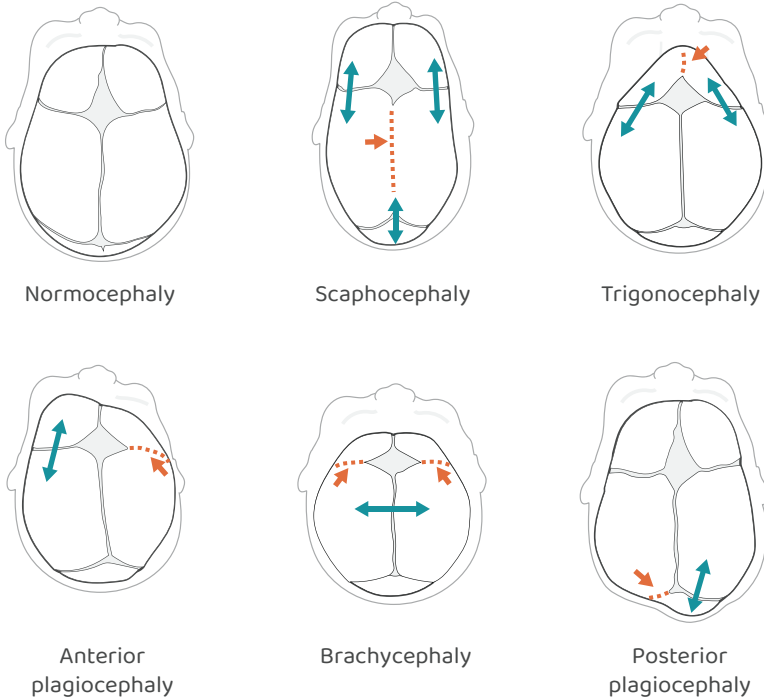 Normocephaly
Scaphocephaly
Trigonocephaly
Anterior
plagiocephaly
Brachycephaly
Posterior
plagiocephaly